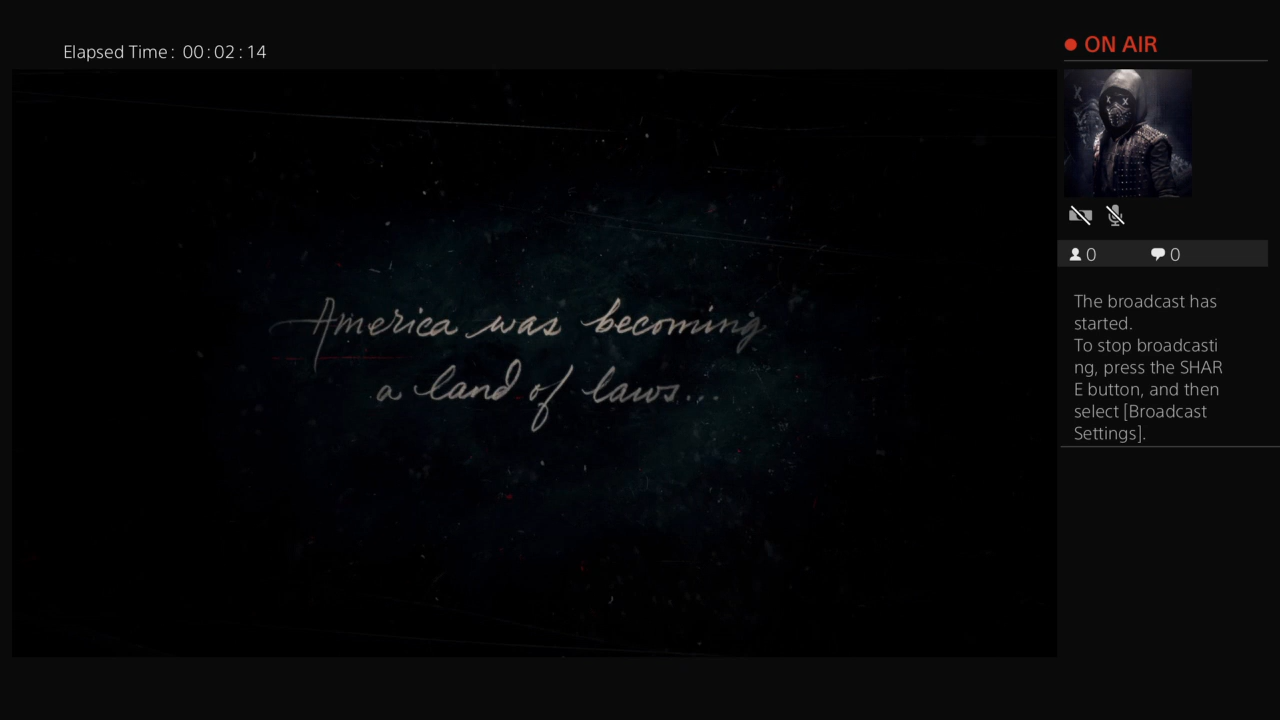 Elapsed Time: 00:02:14
ON AIR
America was becoming
a land of laws...
0
0
The broadcast has
started.
To stop broadcasti
ng, press the SHAR
E button, and then
select [Broadcast
Settings].